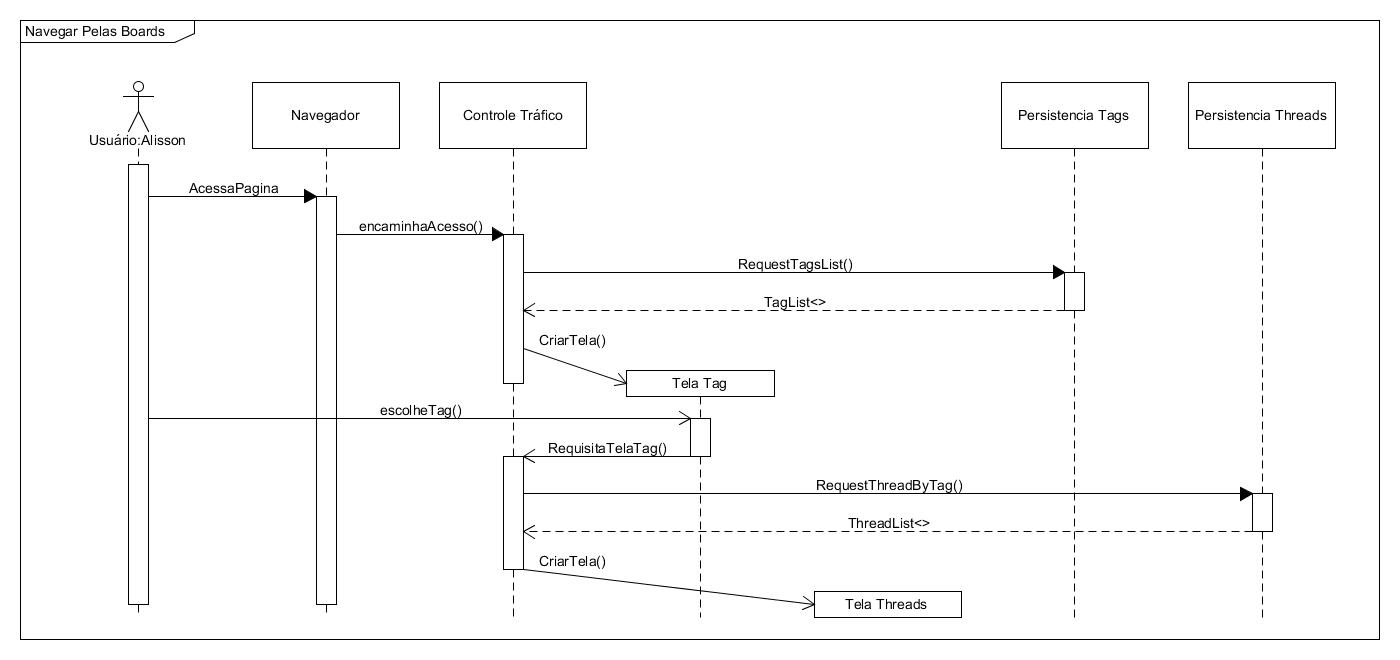 Navegar Pelas Boards
Usuário:Alisson
Navegador
Controle Tráfico
Persistencia Tags
Persistencia Threads
AcessaPagina
encaminhaAcesso()
RequestTagsList()
TagList<>
CriarTela()
Tela Tag
escolheTag()
RequisitaTelaTag()
RequestThreadByTag()
ThreadList<>
CriarTela()
Tela Threads